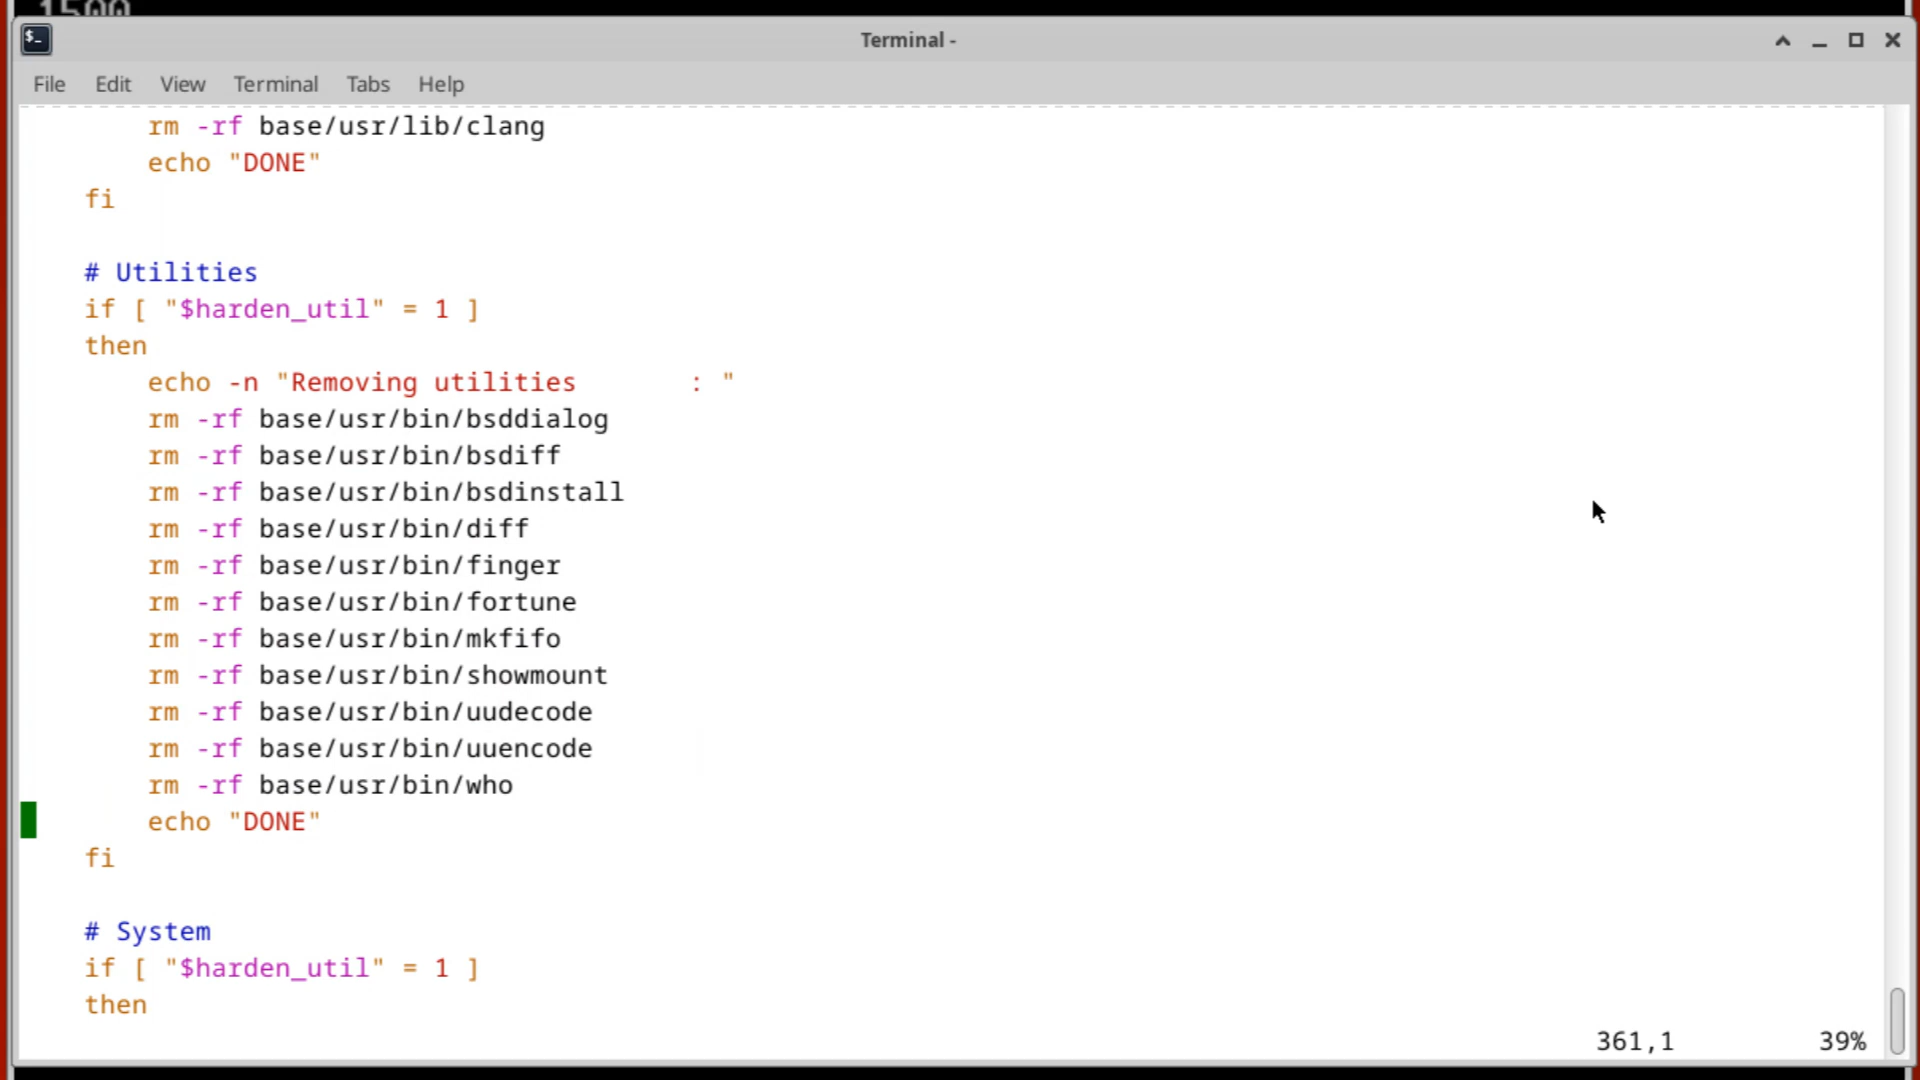 1500
Terminal -
File Edit View Terminal Tabs Help
rm -rf base/usr/lib/clang
echo "DONE"
fi
# Utilities
if [ "$harden_util" = 1 ]
then
echo -n "Removing utilities       : "
rm -rf base/usr/bin/bsddialog
rm -rf base/usr/bin/bsdiff
rm -rf base/usr/bin/bsdinstall
rm -rf base/usr/bin/diff
rm -rf base/usr/bin/finger
rm -rf base/usr/bin/fortune
rm -rf base/usr/bin/mkfifo
rm -rf base/usr/bin/showmount
rm -rf base/usr/bin/uudecode
rm -rf base/usr/bin/uuencode
rm -rf base/usr/bin/who
echo "DONE"
fi
# System
if [ "$harden_util" = 1 ]
then
361,1 39%